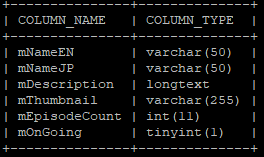 +---------------+--------------+
| COLUMN_NAME   | COLUMN_TYPE  |
+---------------+--------------+
| mNameEN       | varchar(50)  |
| mNameJP       | varchar(50)  |
| mDescription  | longtext     |
| mThumbnail    | varchar(255) |
| mEpisodeCount | int(11)      |
| mOnGoing      | tinyint(1)   |
+---------------+--------------+